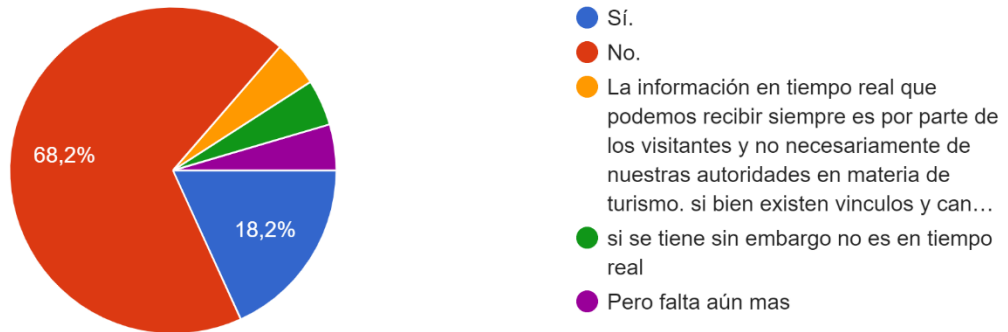 68,2%
18,2%
Sí.
No.
La información en tiempo real que
podemos recibir siempre es por parte de
los visitantes y no necesariamente de
nuestras autoridades en materia de
turismo. si bien existen vinculos y can…
si se tiene sin embargo no es en tiempo
real
Pero falta aún mas